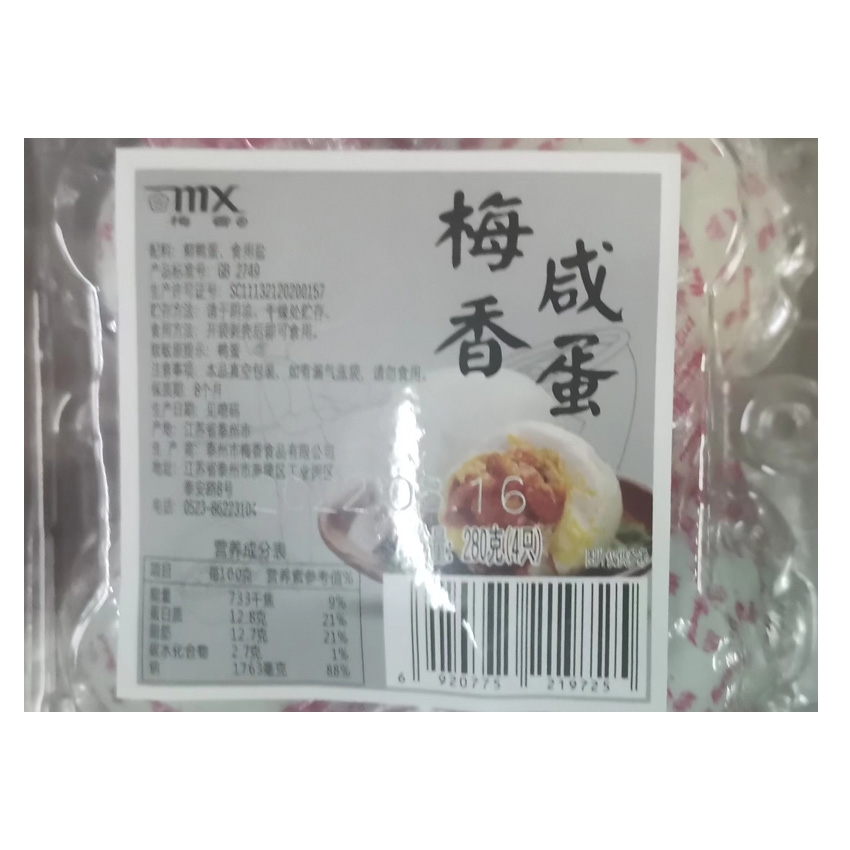 mx
梅香®
梅香
咸蛋
配料：鲜鸭蛋、食用盐
产品标准号：GB 2749
生产许可证号：SC11132120200157
贮存方法：请于阴凉、干燥处贮存。
食用方法：开袋剥壳后即可食用。
致敏原提示：鸭蛋
注意事项：本品真空包装，如有漏气涨袋，请勿食用。
保质期：8个月
生产日期：见喷码
产地：江苏省泰州市
生产商：泰州市梅香食品有限公司
地址：江苏省泰州市
泰安路8号
电话：0523-86223104
2022.08.16
量：280克(4只)
营养成分表
项目 每100克 营养素参考值%
能量 733千焦 9%
蛋白质 12.8克 21%
脂肪 12.7克 21%
碳水化合物 2.7克 1%
钠 1763毫克 88%
6 920775 219725